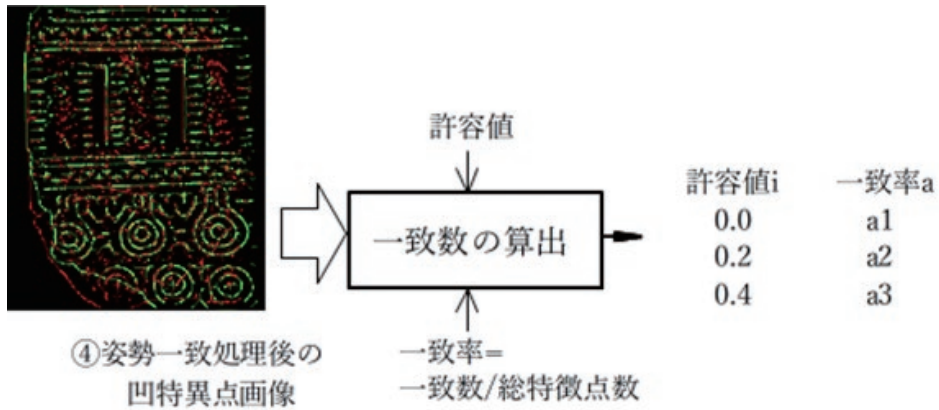 許容値
一致数の算出
許容値i 一致率a
0.0 a1
0.2 a2
0.4 a3
④姿勢一致処理後の
凹特異点画像
一致率=
一致数/総特徴点数